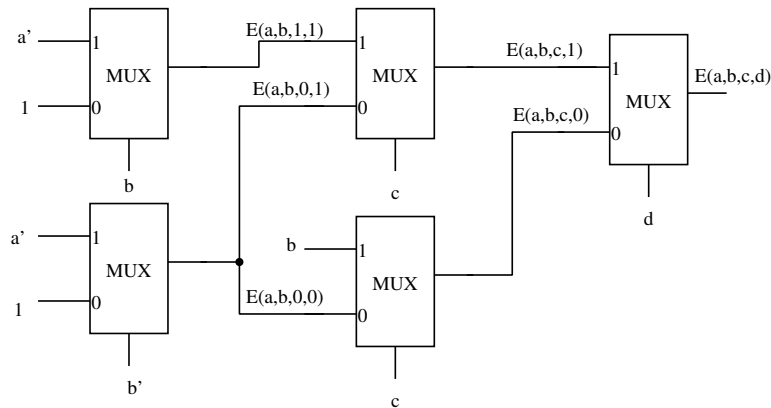 a'
1
1
0
MUX
b
E(a,b,1,1)
E(a,b,0,1)
1
0
MUX
c
E(a,b,c,1)
E(a,b,c,0)
1
0
MUX
d
E(a,b,c,d)
a'
1
1
0
MUX
b'
E(a,b,0,0)
b
1
0
MUX
c